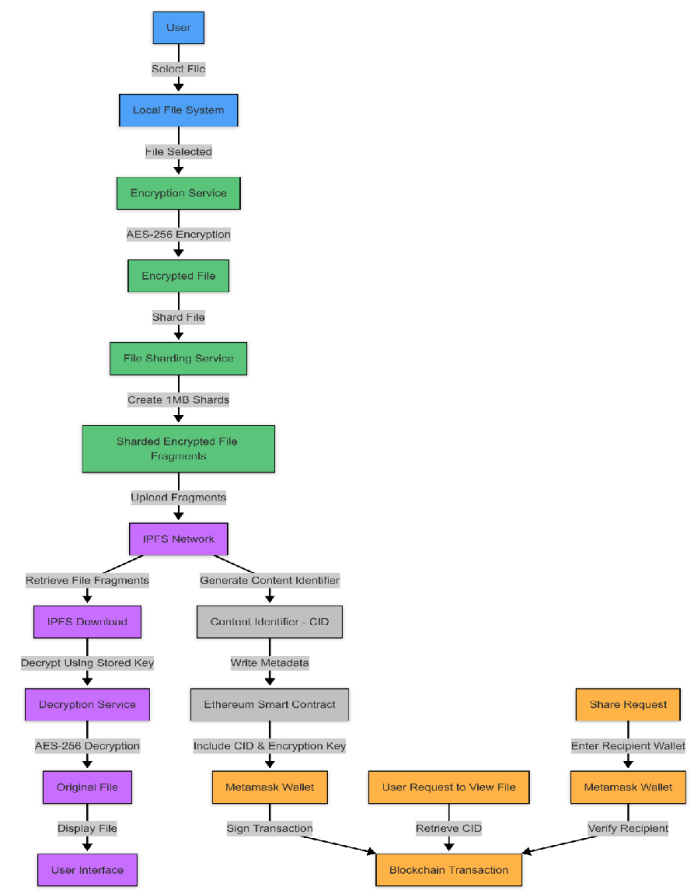 User
Select File
Local File System
File Selected
Encryption Service
AES-256 Encryption
Encrypted File
Shard File
File Sharding Service
Create 1MB Shards
Sharded Encrypted File
Fragments
Upload Fragments
IPFS Network
Retrieve File Fragments
Generate Content Identifier
IPFS Download
Content Identifier - CID
Decrypt Using Stored Key
Write Metadata
Decryption Service
Ethereum Smart Contract
Share Request
AES-256 Decryption
Include CID & Encryption Key
Enter Recipient Wallet
Original File
Metamask Wallet
User Request to View File
Metamask Wallet
Display File
Sign Transaction
Retrieve CID
Verify Recipient
User Interface
Blockchain Transaction